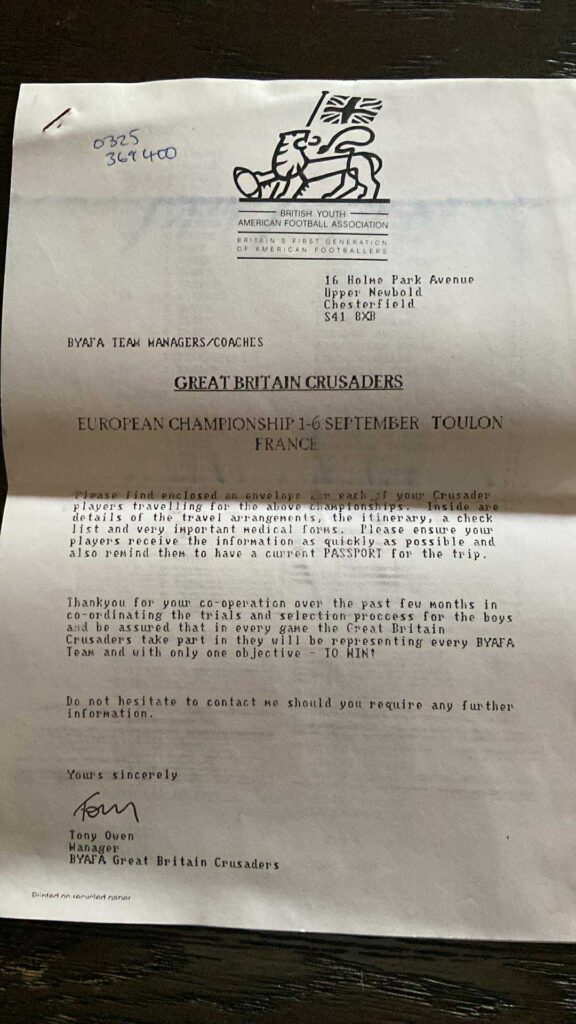 0325
369400
BRITISH YOUTH
AMERICAN FOOTBALL ASSOCIATION
BRITAIN'S FIRST GENERATION
OF AMERICAN FOOTBALLERS
16 Holme Park Avenue
Upper Newbold
Chesterfield
S41 8XB
BYAFA TEAM MANAGERS/COACHES
GREAT BRITAIN CRUSADERS
EUROPEAN CHAMPIONSHIP 1-6 SEPTEMBER TOULON
FRANCE
Please find enclosed an envelope for each of your Crusader
players travelling for the above championships. Inside are
details of the travel arrangements, the itinerary, a check
list and very important medical forms. Please ensure your
players receive the information as quickly as possible and
also remind them to have a current PASSPORT for the trip.
Thankyou for your co-operation over the past few months in
co-ordinating the trials and selection proccess for the boys
and be assured that in every game the Great Britain
Crusaders take part in they will be representing every BYAFA
Team and with only one objective - TO WIN!
Do not hesitate to contact me should you require any further
information.
Yours sincerely
Tony
Tony Owen
Manager
BYAFA Great Britain Crusaders
Printed on recycled paper